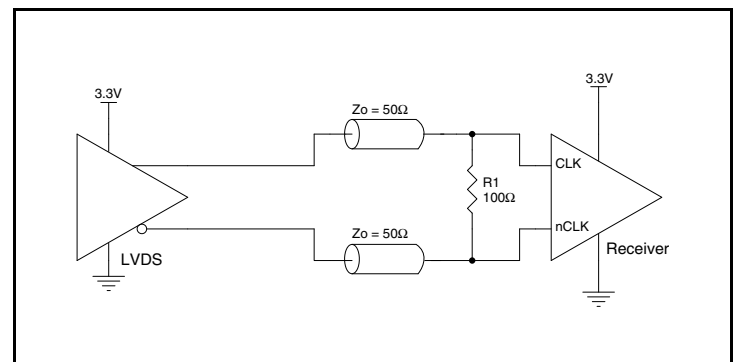 3.3V
3.3V
Zo = 50Ω
CLK
R1
100Ω
nCLK
Zo = 50Ω
Receiver
LVDS